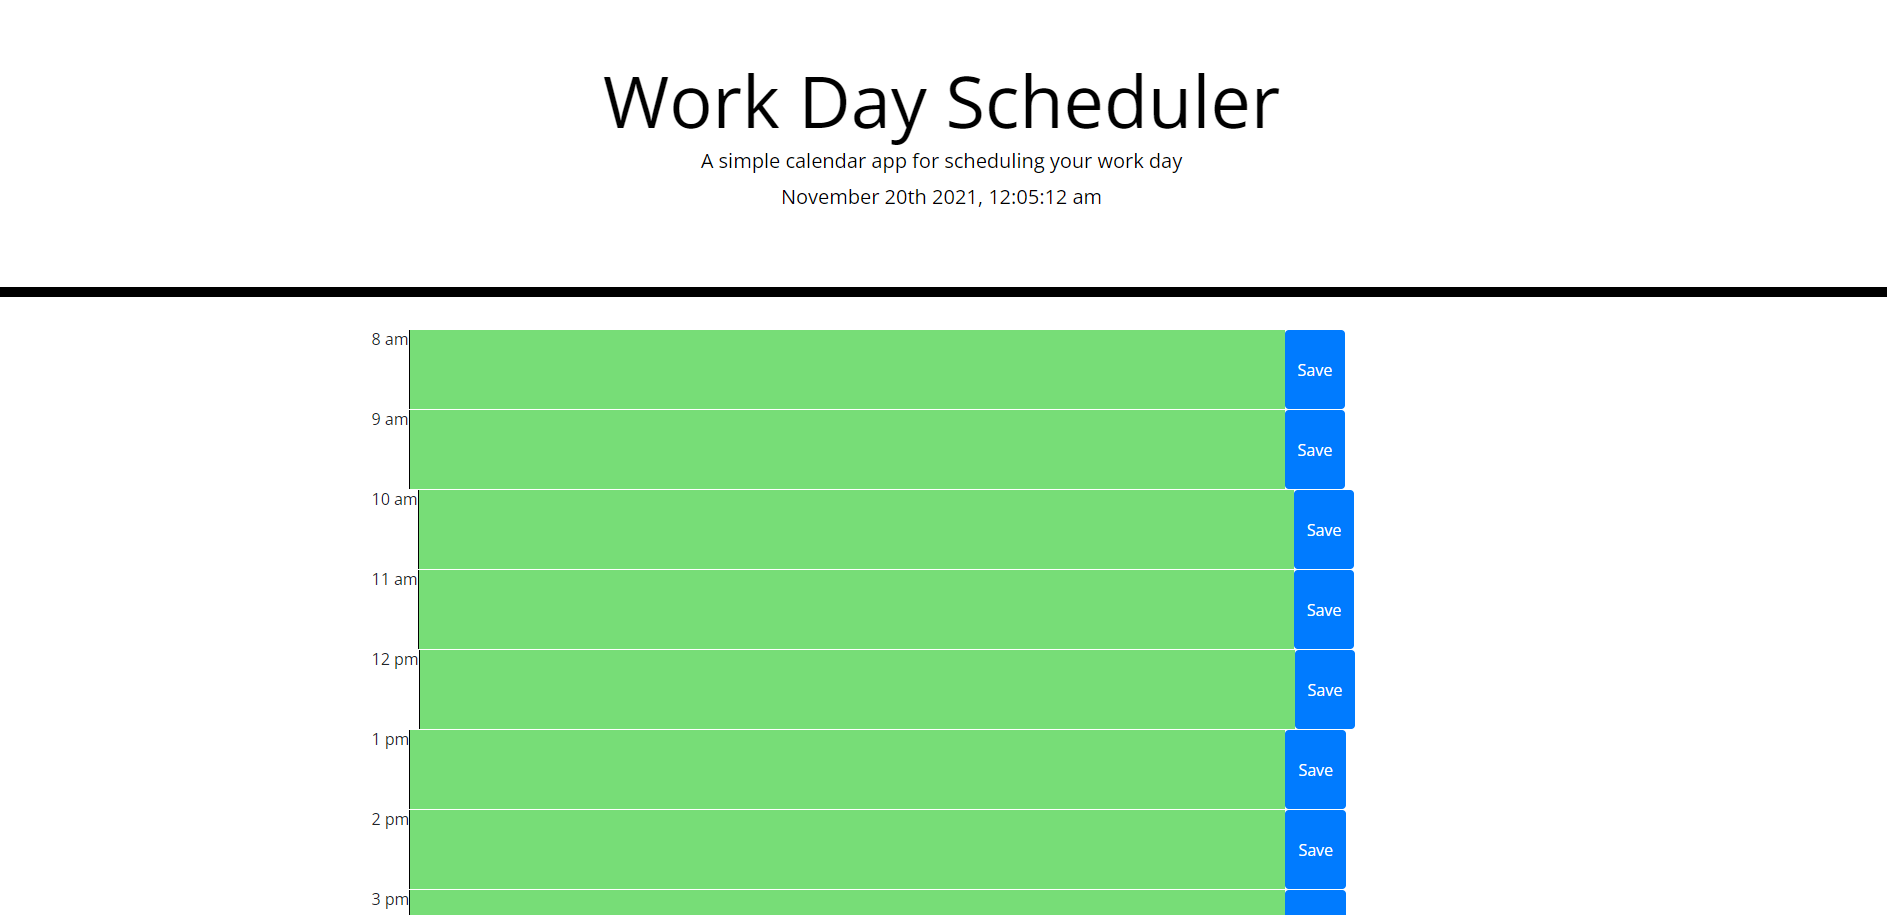 Work Day Scheduler
A simple calendar app for scheduling your work day
November 20th 2021, 12:05:12 am
8 am
Save
9 am
Save
10 am
Save
11 am
Save
12 pm
Save
1 pm
Save
2 pm
Save
3 pm